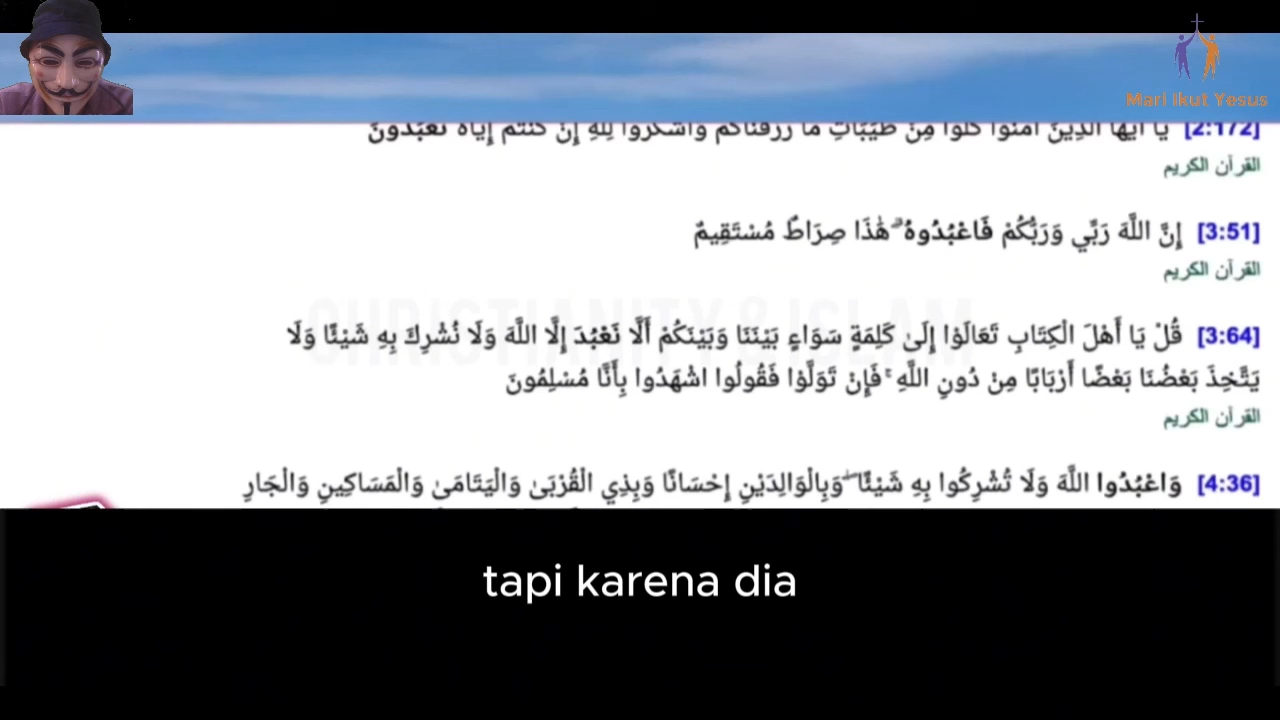 Mari Ikut Yesus
[2:172] يَا أَيُّهَا الَّذِينَ آمَنُوا كُلُوا مِنْ طَيِّبَاتِ مَا رَزَقْنَاكُمْ وَاشْكُرُوا لِلَّهِ إِنْ كُنْتُمْ إِيَّاهُ تَعْبُدُونَ
القرآن الكريم
[3:51] إِنَّ اللَّهَ رَبِّي وَرَبُّكُمْ فَاعْبُدُوهُ ۗ هَٰذَا صِرَاطٌ مُسْتَقِيمٌ
القرآن الكريم
CHRISTIANITY & ISLAM
[3:64] قُلْ يَا أَهْلَ الْكِتَابِ تَعَالَوْا إِلَىٰ كَلِمَةٍ سَوَاءٍ بَيْنَنَا وَبَيْنَكُمْ أَلَّا نَعْبُدَ إِلَّا اللَّهَ وَلَا نُشْرِكَ بِهِ شَيْئًا وَلَا
يَتَّخِذَ بَعْضُنَا بَعْضًا أَرْبَابًا مِنْ دُونِ اللَّهِ ۚ فَإِنْ تَوَلَّوْا فَقُولُوا اشْهَدُوا بِأَنَّا مُسْلِمُونَ
القرآن الكريم
[4:36] وَاعْبُدُوا اللَّهَ وَلَا تُشْرِكُوا بِهِ شَيْئًا ۖ وَبِالْوَالِدَيْنِ إِحْسَانًا وَبِذِي الْقُرْبَىٰ وَالْيَتَامَىٰ وَالْمَسَاكِينِ وَالْجَارِ
tapi karena dia